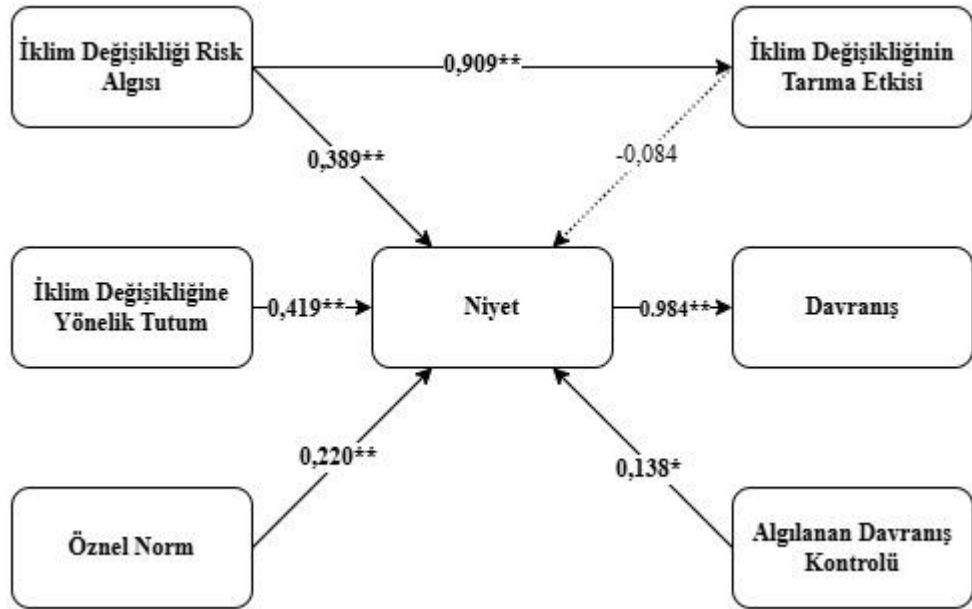 İklim Değişikliği Risk
Algısı
0,909**
İklim Değişikliğinin
Tarıma Etkisi
0,389**
-0,084
İklim Değişikliğine
Yönelik Tutum
0,419**
Niyet
0.984**
Davranış
0,220**
0,138*
Öznel Norm
Algılanan Davranış
Kontrolü